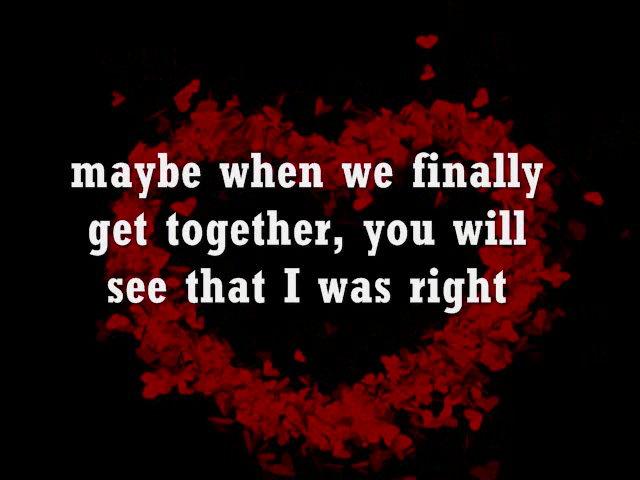 maybe when we finally
get together, you will
see that I was right